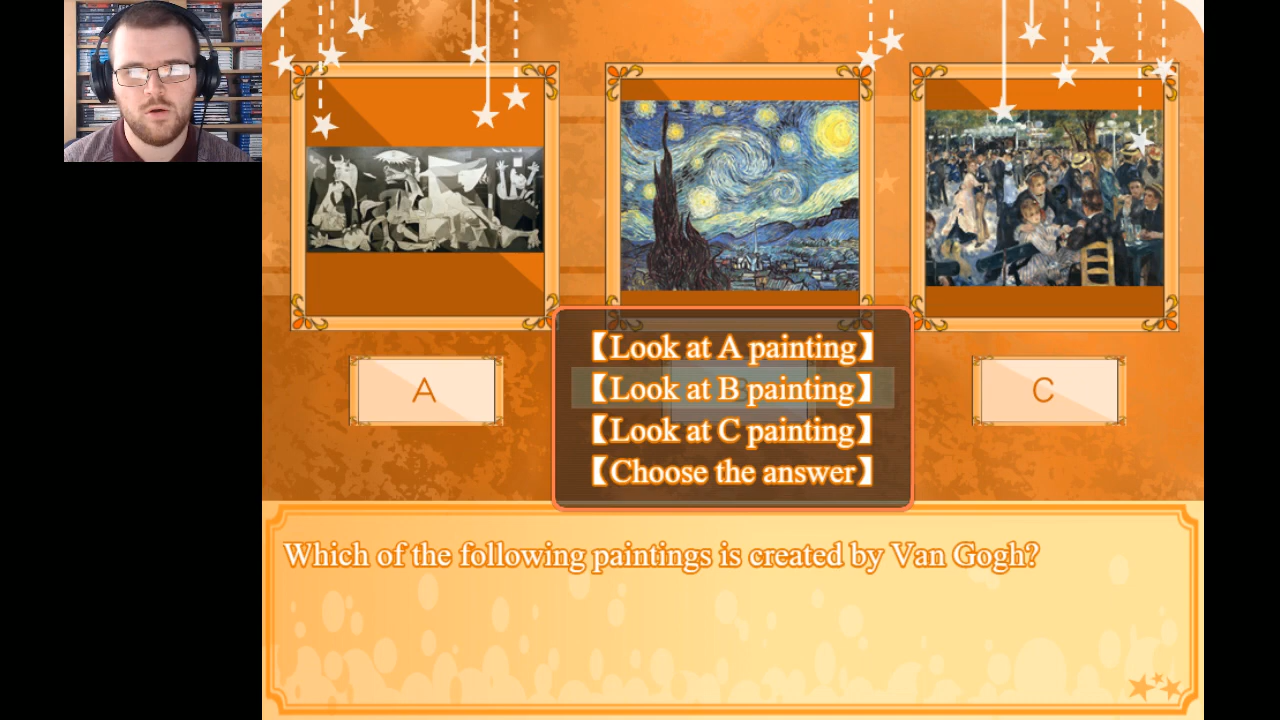 【Look at A painting】
【Look at B painting】
【Look at C painting】
【Choose the answer】
A
B
C
Which of the following paintings is created by Van Gogh?